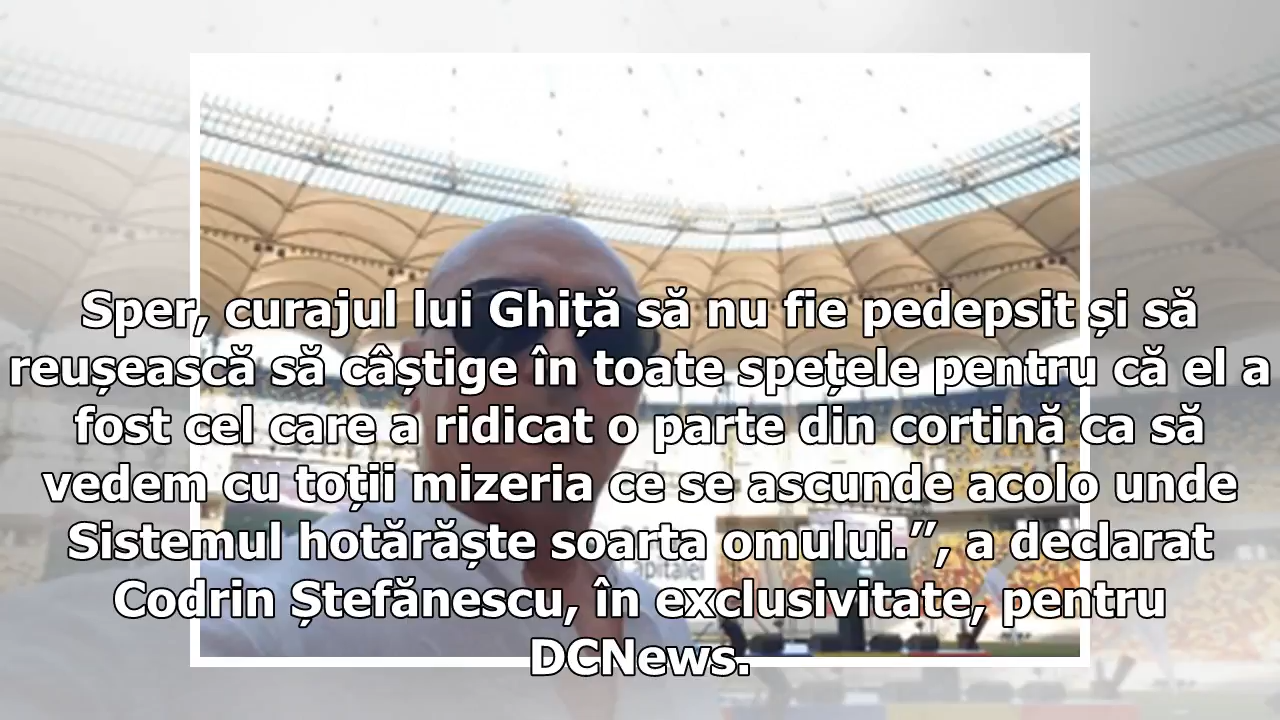 Sper, curajul lui Ghiță să nu fie pedepsit și să
reușească să câștige în toate spețele pentru că el a
fost cel care a ridicat o parte din cortină ca să
vedem cu toții mizeria ce se ascunde acolo unde
Sistemul hotărăște soarta omului.”, a declarat
Codrin Ștefănescu, în exclusivitate, pentru
DCNews.